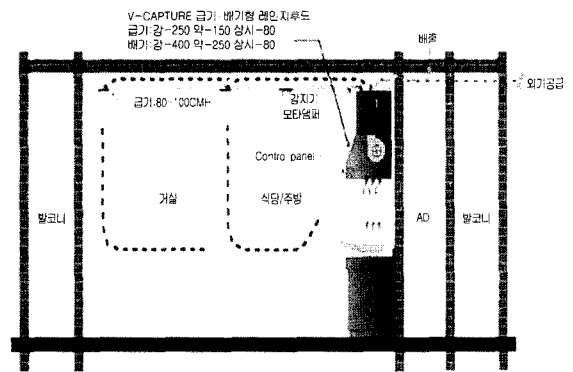 V-CAPTURE 급기·배기형 레인지후드
급기:강-250 약-150 상시-80
배기:강-400 약-250 상시-80
배출
외기공급
급기:80-100CMH
감지기
모타댐퍼
Contro panel
거실
식당/주방
발코니
AD
발코니